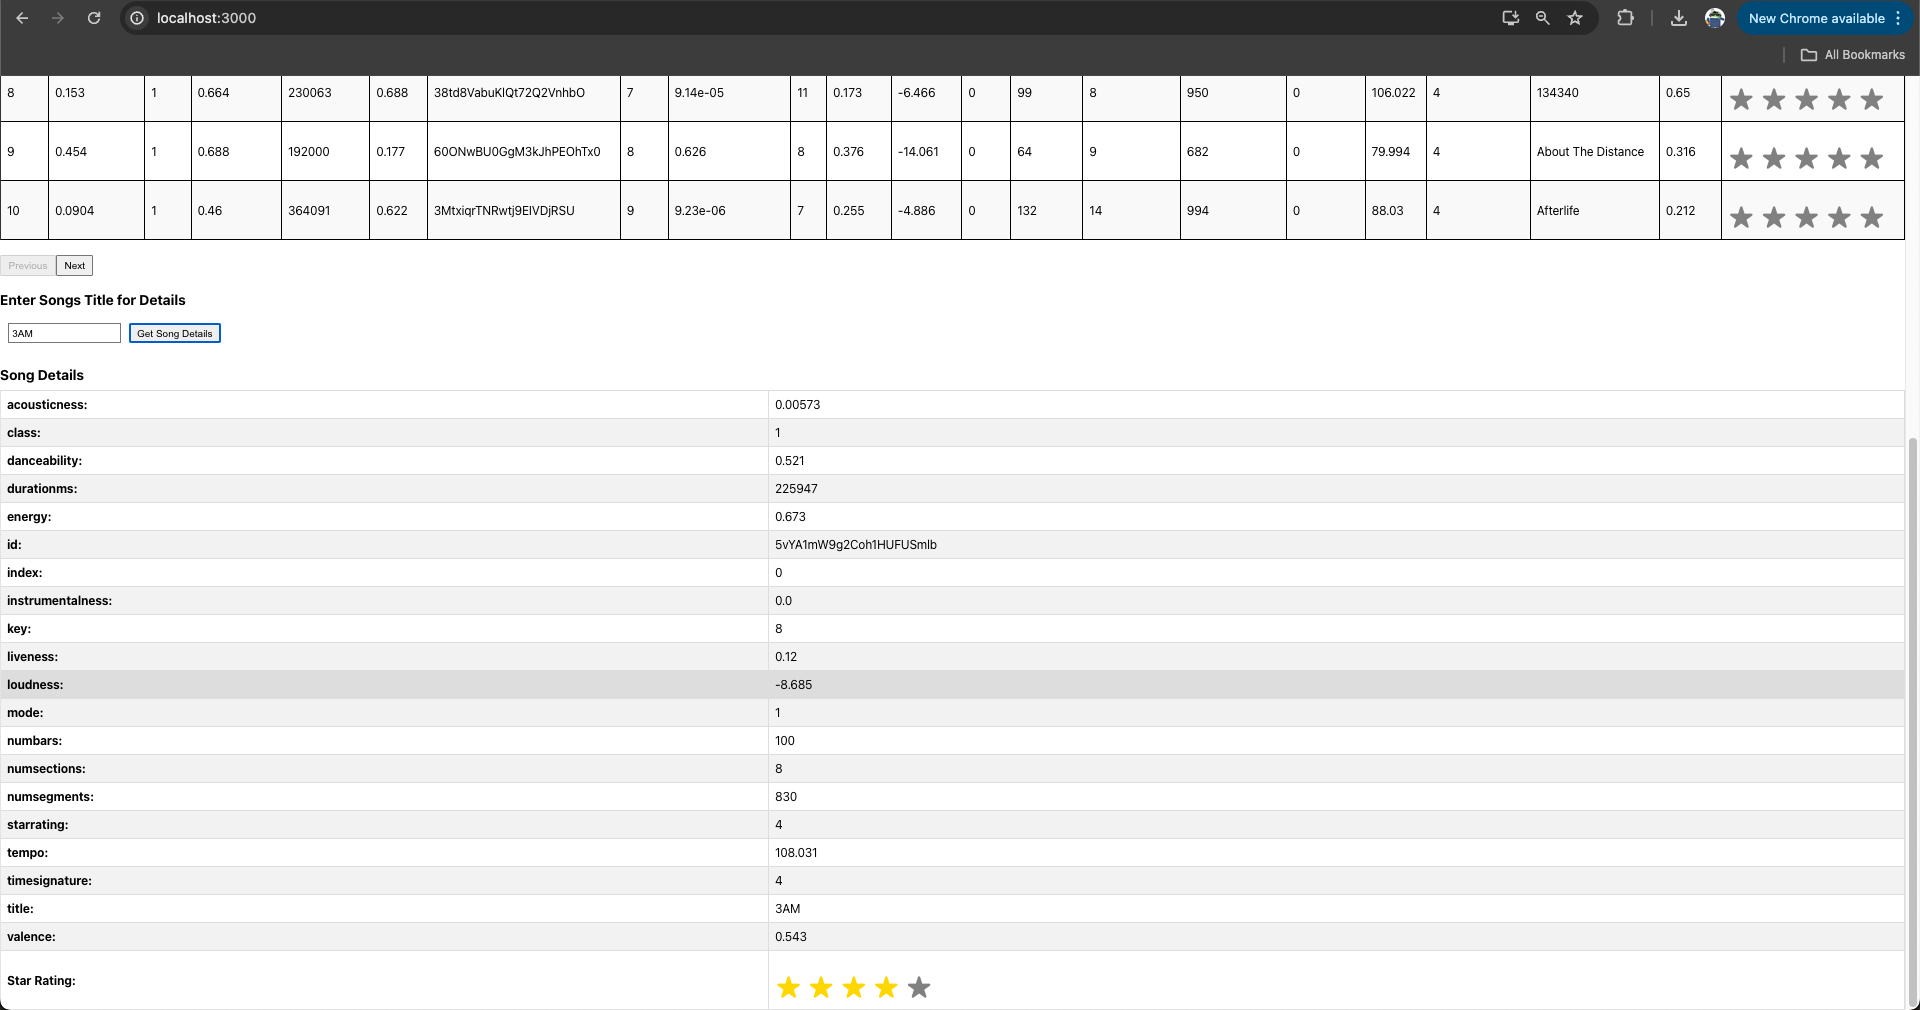 localhost:3000
New Chrome available
All Bookmarks
8 0.153 1 0.664 230063 0.688 38td8VabuKlQt72Q2VnhbO 7 9.14e-05 11 0.173 -6.466 0 99 8 950 0 106.022 4 134340 0.65
9 0.454 1 0.688 192000 0.177 60ONwBU0GgM3kJhPEOhTx0 8 0.626 8 0.376 -14.061 0 64 9 682 0 79.994 4 About The Distance 0.316
10 0.0904 1 0.46 364091 0.622 3MtxiqrTNRwtj9EIVDjRSU 9 9.23e-06 7 0.255 -4.886 0 132 14 994 0 88.03 4 Afterlife 0.212
Previous Next
Enter Songs Title for Details
3AM Get Song Details
Song Details
acousticness: 0.00573
class: 1
danceability: 0.521
durationms: 225947
energy: 0.673
id: 5vYA1mW9g2Coh1HUFUSmlb
index: 0
instrumentalness: 0.0
key: 8
liveness: 0.12
loudness: -8.685
mode: 1
numbars: 100
numsections: 8
numsegments: 830
starrating: 4
tempo: 108.031
timesignature: 4
title: 3AM
valence: 0.543
Star Rating: